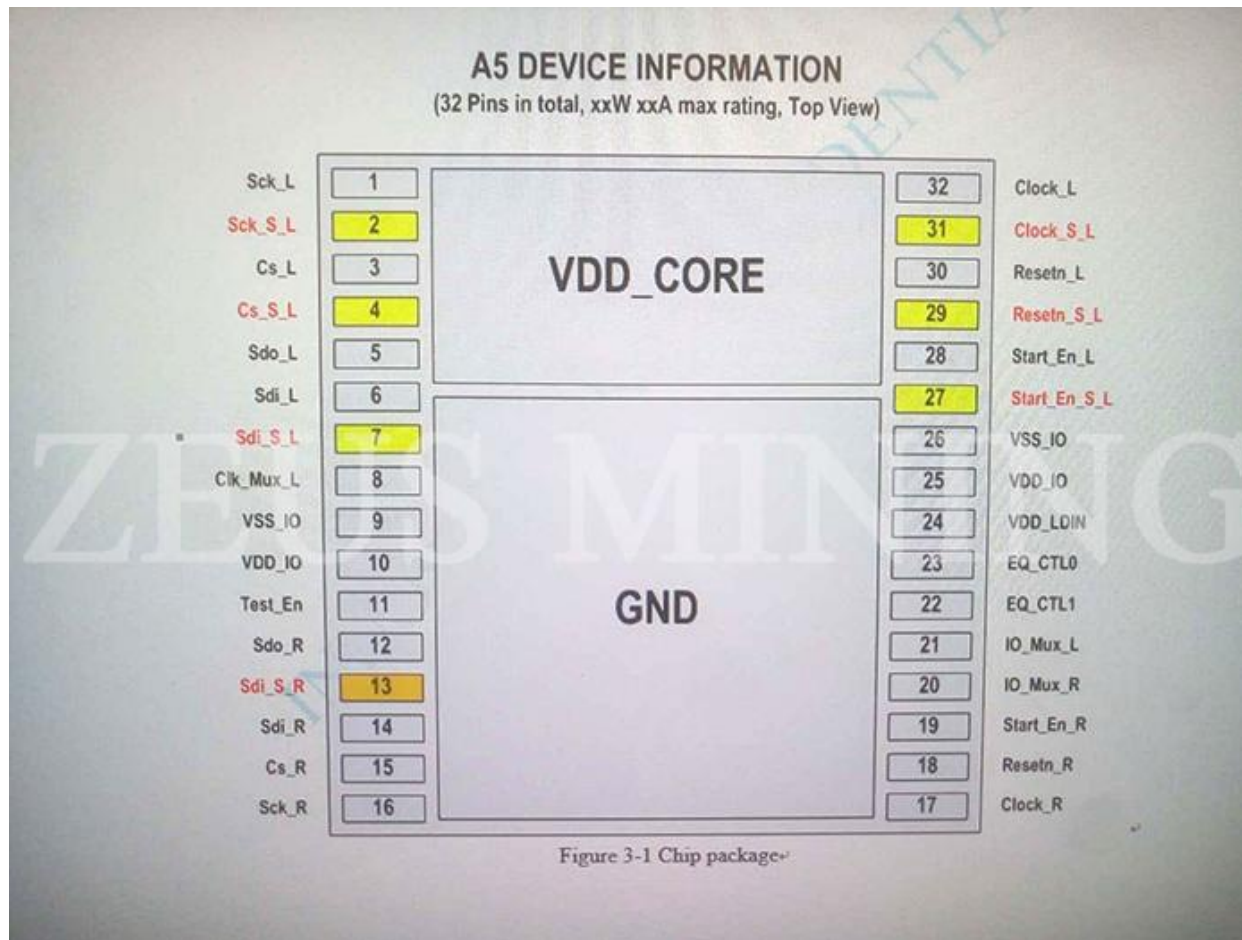 A5 DEVICE INFORMATION
(32 Pins in total, xxW xxA max rating, Top View)
DENTIA
Sck_L 1
Sck_S_L 2
Cs_L 3
Cs_S_L 4
Sdo_L 5
Sdi_L 6
Sdi_S_L 7
Clk_Mux_L 8
VSS_IO 9
VDD_IO 10
Test_En 11
Sdo_R 12
Sdi_S_R 13
Sdi_R 14
Cs_R 15
Sck_R 16
VDD_CORE
GND
32 Clock_L
31 Clock_S_L
30 Resetn_L
29 Resetn_S_L
28 Start_En_L
27 Start_En_S_L
26 VSS_IO
25 VDD_IO
24 VDD_LDIN
23 EQ_CTL0
22 EQ_CTL1
21 IO_Mux_L
20 IO_Mux_R
19 Start_En_R
18 Resetn_R
17 Clock_R
ZEUS MINING
Figure 3-1 Chip package